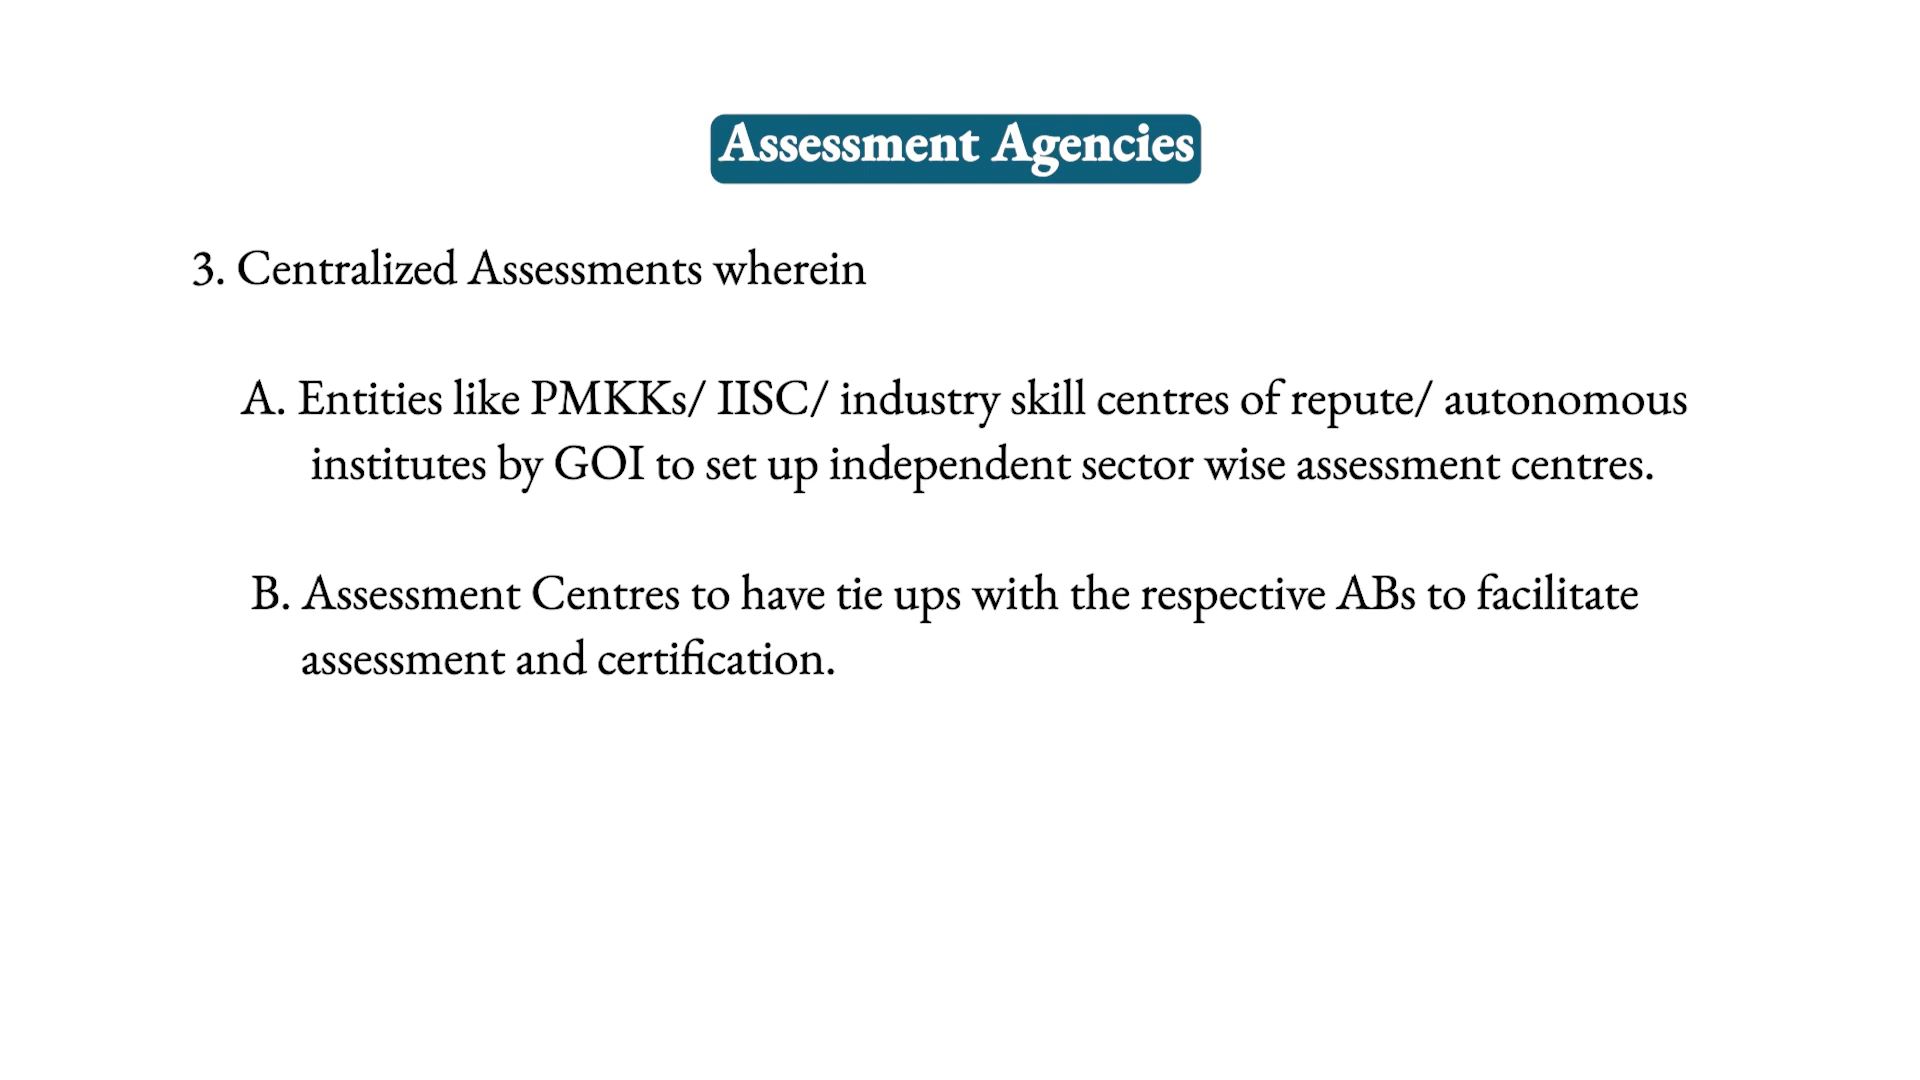 Assessment Agencies
3. Centralized Assessments wherein
A. Entities like PMKKs/ IISC/ industry skill centres of repute/ autonomous
institutes by GOI to set up independent sector wise assessment centres.
B. Assessment Centres to have tie ups with the respective ABs to facilitate
assessment and certification.